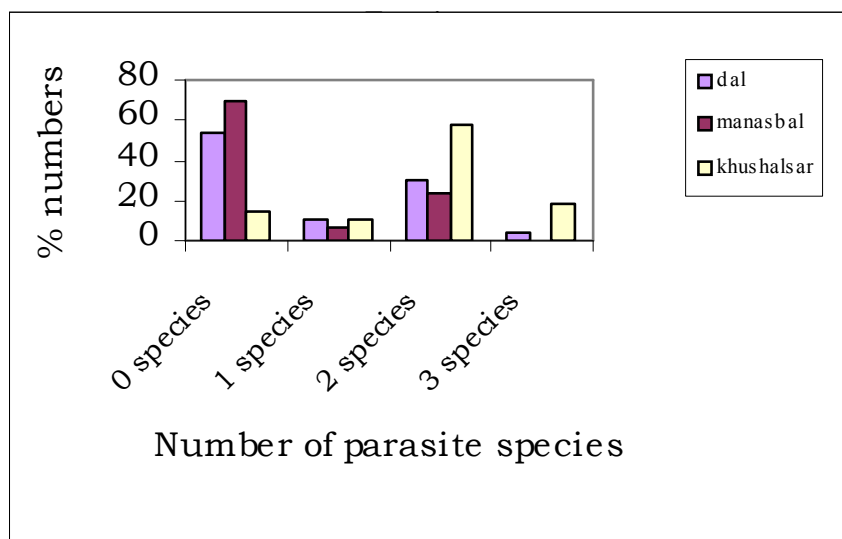 % numbers
80
60
40
20
0
0 species
1 species
2 species
3 species
Number of parasite species
dal
manasbal
khushalsar